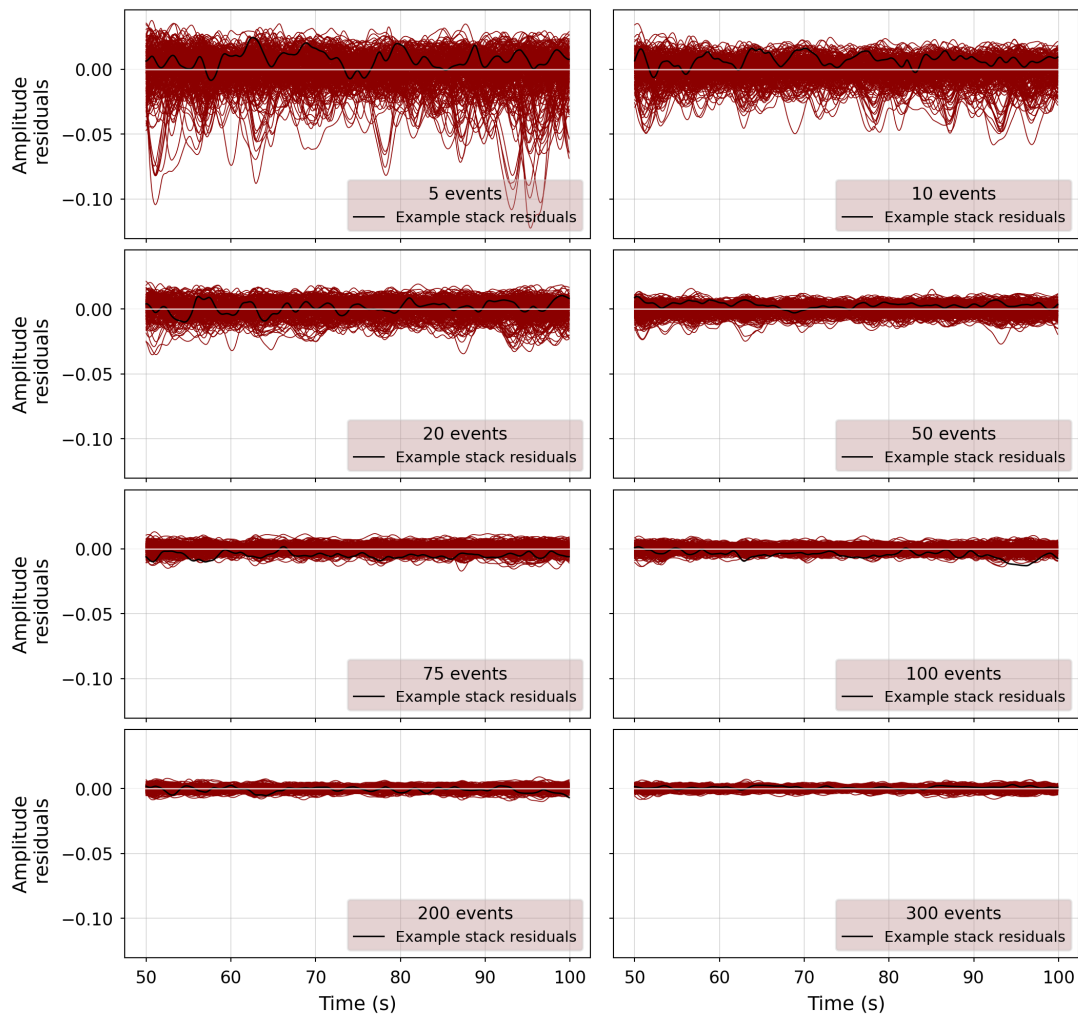 Amplitude
residuals
0.00
−0.05
−0.10
5 events
Example stack residuals
10 events
Example stack residuals
Amplitude
residuals
0.00
−0.05
−0.10
20 events
Example stack residuals
50 events
Example stack residuals
Amplitude
residuals
0.00
−0.05
−0.10
75 events
Example stack residuals
100 events
Example stack residuals
Amplitude
residuals
0.00
−0.05
−0.10
200 events
Example stack residuals
300 events
Example stack residuals
50 60 70 80 90 100
50 60 70 80 90 100
Time (s)
Time (s)